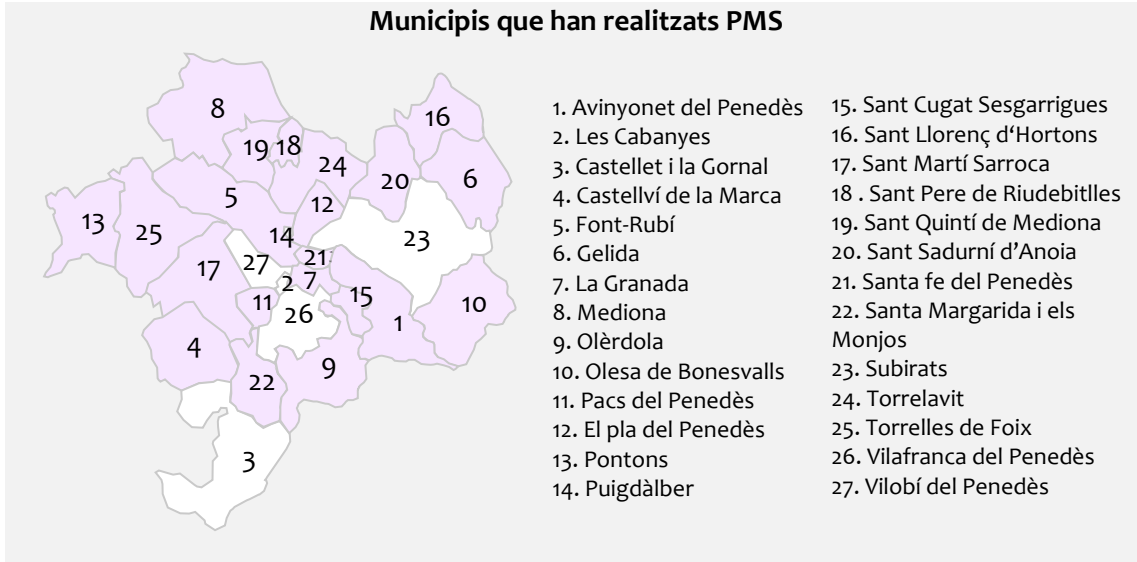 Municipis que han realitzats PMS
8
16
19
18
24
20
6
5
12
13
25
14
23
17
21
27
2
7
11
15
10
26
1
4
9
22
3
1. Avinyonet del Penedès
2. Les Cabanyes
3. Castellet i la Gornal
4. Castellví de la Marca
5. Font-Rubí
6. Gelida
7. La Granada
8. Mediona
9. Olèrdola
10. Olesa de Bonesvalls
11. Pacs del Penedès
12. El pla del Penedès
13. Pontons
14. Puigdàlber
15. Sant Cugat Sesgarrigues
16. Sant Llorenç d‘Hortons
17. Sant Martí Sarroca
18 . Sant Pere de Riudebitlles
19. Sant Quintí de Mediona
20. Sant Sadurní d’Anoia
21. Santa fe del Penedès
22. Santa Margarida i els
Monjos
23. Subirats
24. Torrelavit
25. Torrelles de Foix
26. Vilafranca del Penedès
27. Vilobí del Penedès